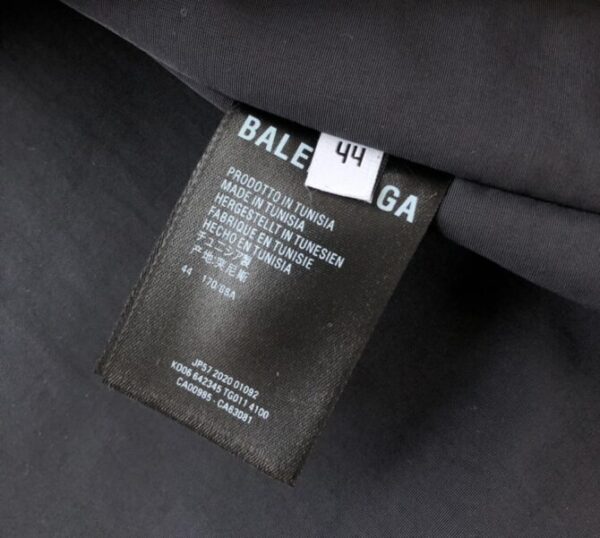 44
BALE GA
PRODOTTO IN TUNISIA
MADE IN TUNISIA
HERGESTELLT IN TUNESIEN
FABRIQUE EN TUNISIE
HECHO EN TUNISIA
チュニジア製
产地:突尼斯
44 170/88A
JP57 2020 01092
K006 642345 TG011 4100
CA00985 - CA63081